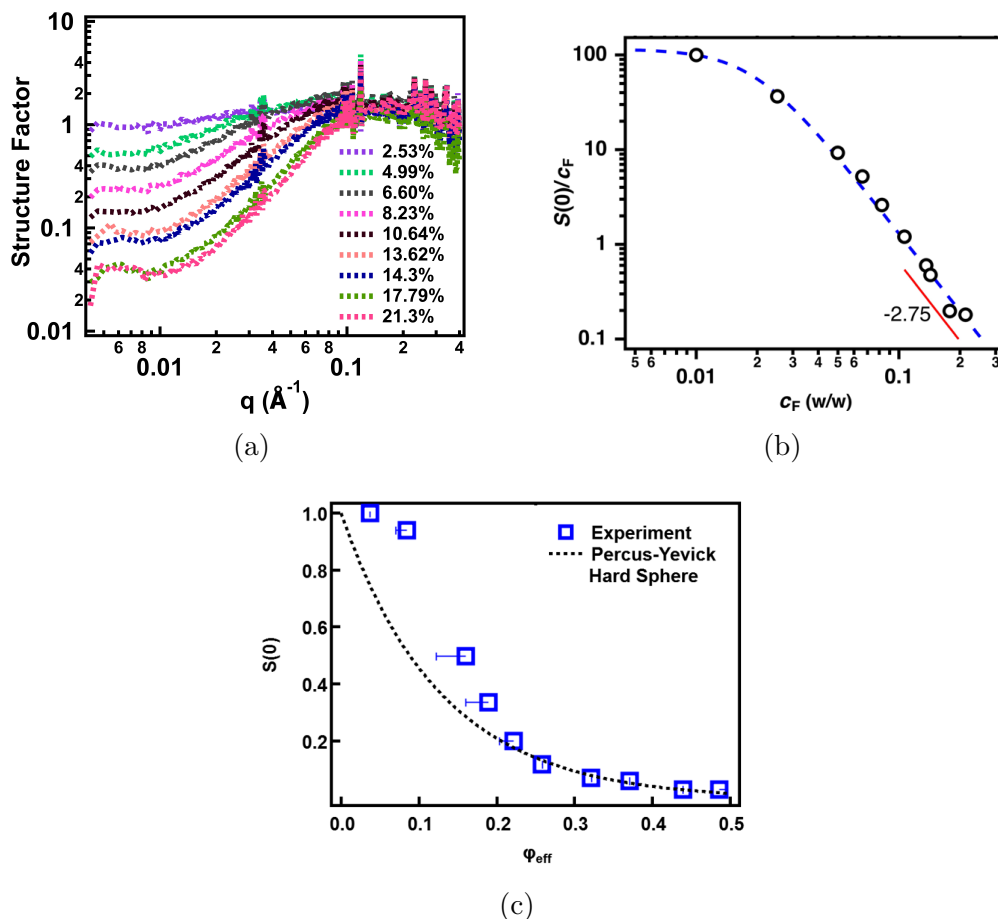 10
4
2
1
4
2
0.1
4
2
0.01
Structure Factor
2.53%
4.99%
6.60%
8.23%
10.64%
13.62%
14.3%
17.79%
21.3%
6 8 0.01 2 4 6 8 0.1 2 4
q (Å⁻¹)
(a)
100
10
1
0.1
S(0)/cF
-2.75
5 6 8 0.01 2 3 4 5 6 8 0.1 2 3
cF (w/w)
(b)
1.0
0.8
0.6
0.4
0.2
S(0)
Experiment
Percus-Yevick
Hard Sphere
0.0 0.1 0.2 0.3 0.4 0.5
φeff
(c)